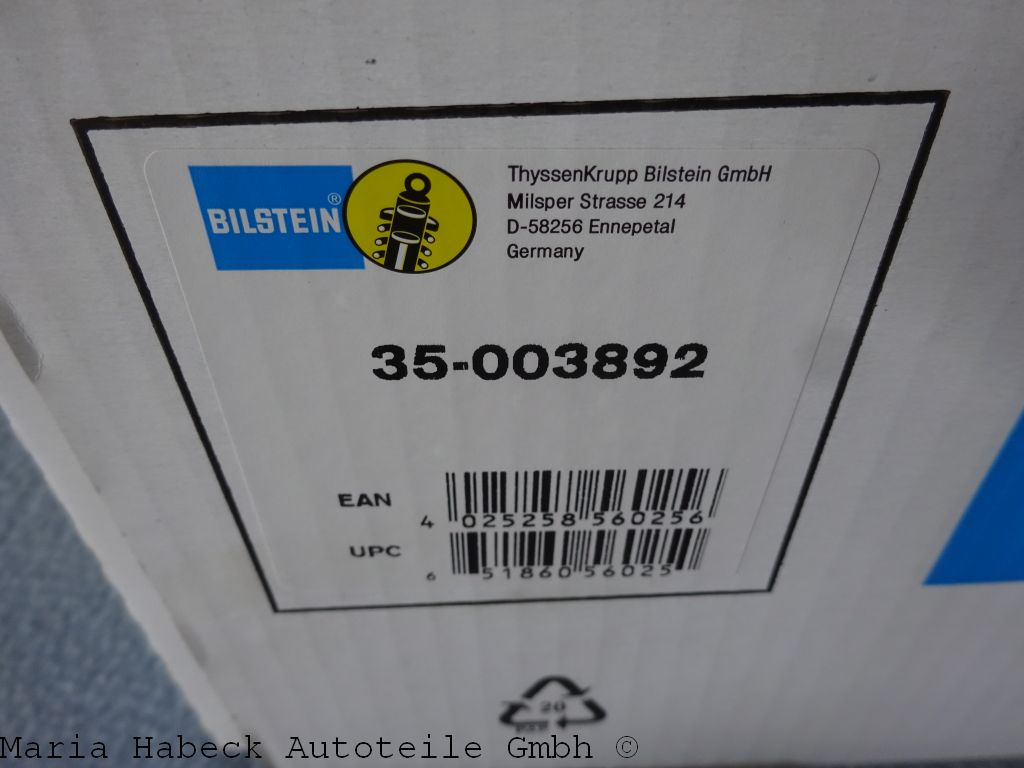 BILSTEIN®
ThyssenKrupp Bilstein GmbH
Milsper Strasse 214
D-58256 Ennepetal
Germany
35-003892
EAN
4 025258 560256
UPC
6 51860 56025
20
PAP
Maria Habeck Autoteile Gmbh ©